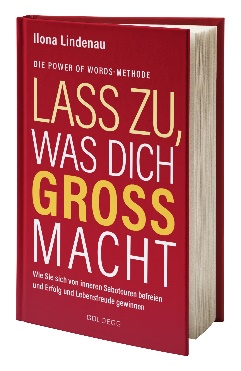 Ilona Lindenau
DIE POWER OF WORDS-METHODE
LASS ZU,
WAS DICH
GROSS
MACHT
Wie Sie sich von inneren Saboteuren befreien
und Erfolg und Lebensfreude gewinnen
GOLDEGG